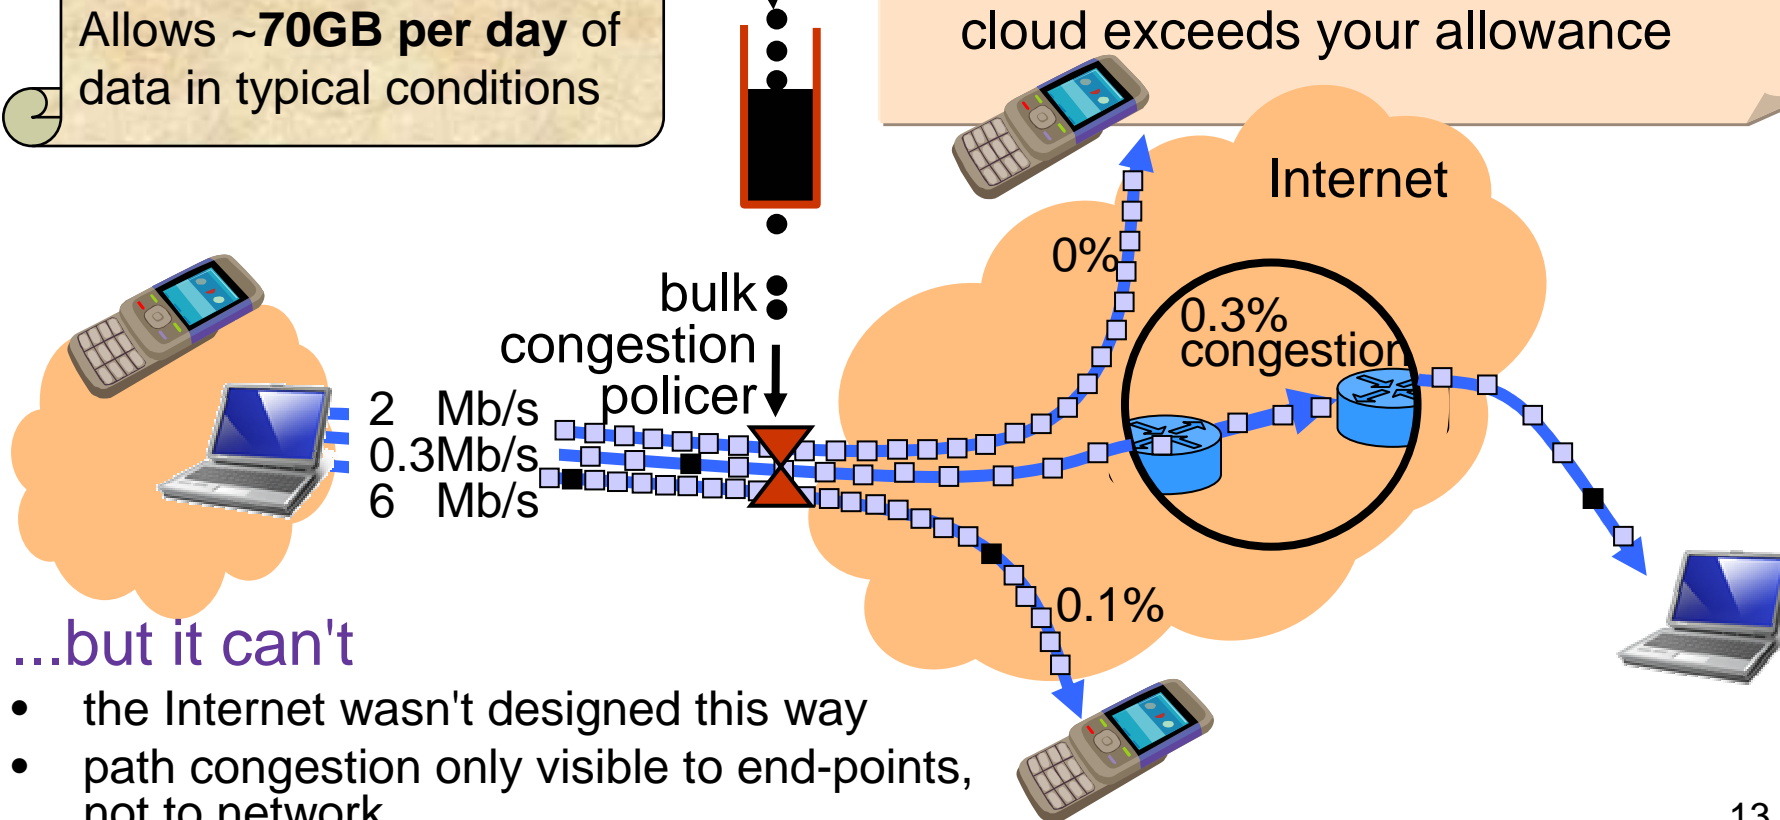 Allows ~70GB per day of
data in typical conditions
cloud exceeds your allowance
Internet
0%
bulk
congestion
policer
0.3%
congestion
2 Mb/s
0.3Mb/s
6 Mb/s
0.1%
...but it can't
• the Internet wasn't designed this way
• path congestion only visible to end-points,
not to network
13